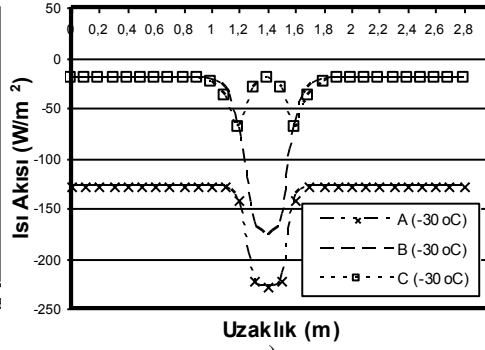 50
0
0 0,2 0,4 0,6 0,8 1 1,2 1,4 1,6 1,8 2 2,2 2,4 2,6 2,8
-50
-100
-150
-200
-250
Isı Akısı (W/m²)
A (-30 oC)
B (-30 oC)
C (-30 oC)
Uzaklık (m)